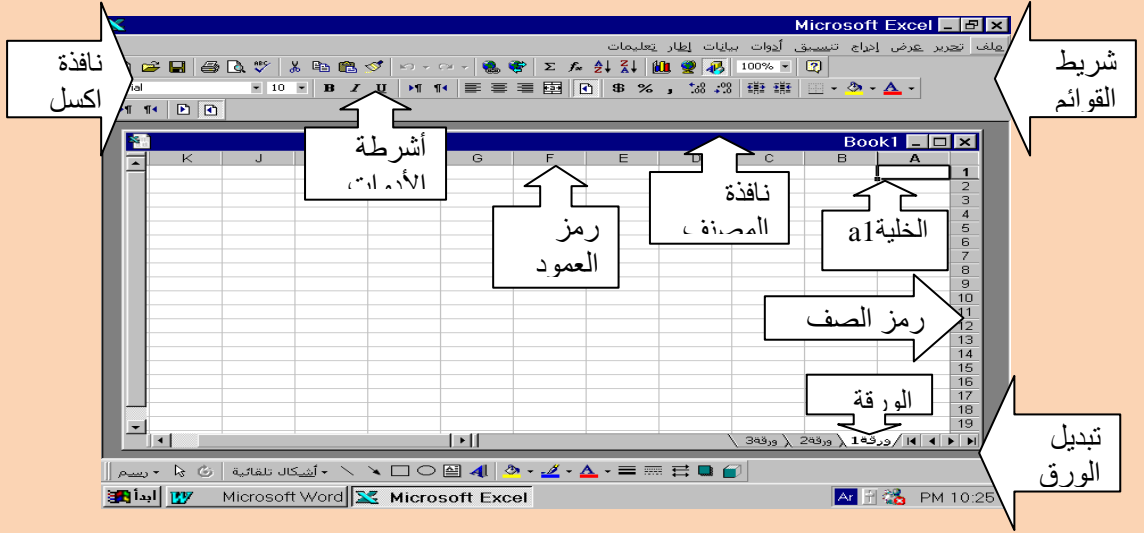 Microsoft Excel
ملف تحرير عرض إدراج تنسيق أدوات بيانات إطار تعليمات
100%
10 B I U $ % ,
شريط
القوائم
نافذة
اكسل
Book1
K J G F E D C B A
1
2
3
4
5
6
7
8
9
10
11
12
13
14
15
16
17
18
19
أشرطة
الأدوات
نافذة
المصنف
رمز
العمود
الخلية a1
رمز الصف
الورقة
تبديل
الورق
ورقة1 ورقة2 ورقة3
رسم أشكال تلقائية
ابدأ Microsoft Word Microsoft Excel Ar PM 10:25